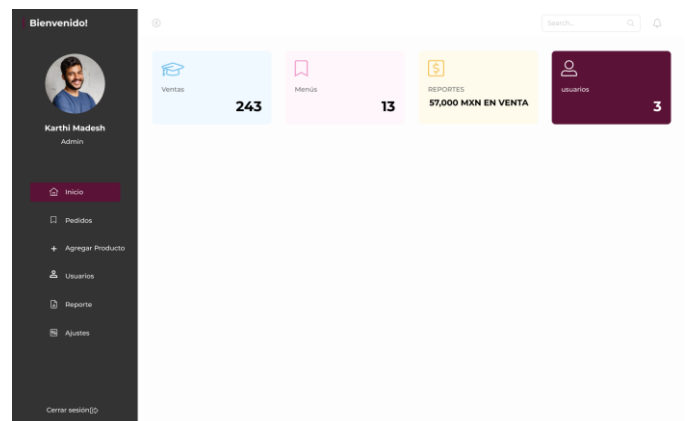 Bienvenido!
Search...
Karthi Madesh
Admin
Inicio
Pedidos
+ Agregar Producto
Usuarios
Reporte
Ajustes
Cerrar sesión
Ventas
243
Menús
13
$
REPORTES
57,000 MXN EN VENTA
usuarios
3